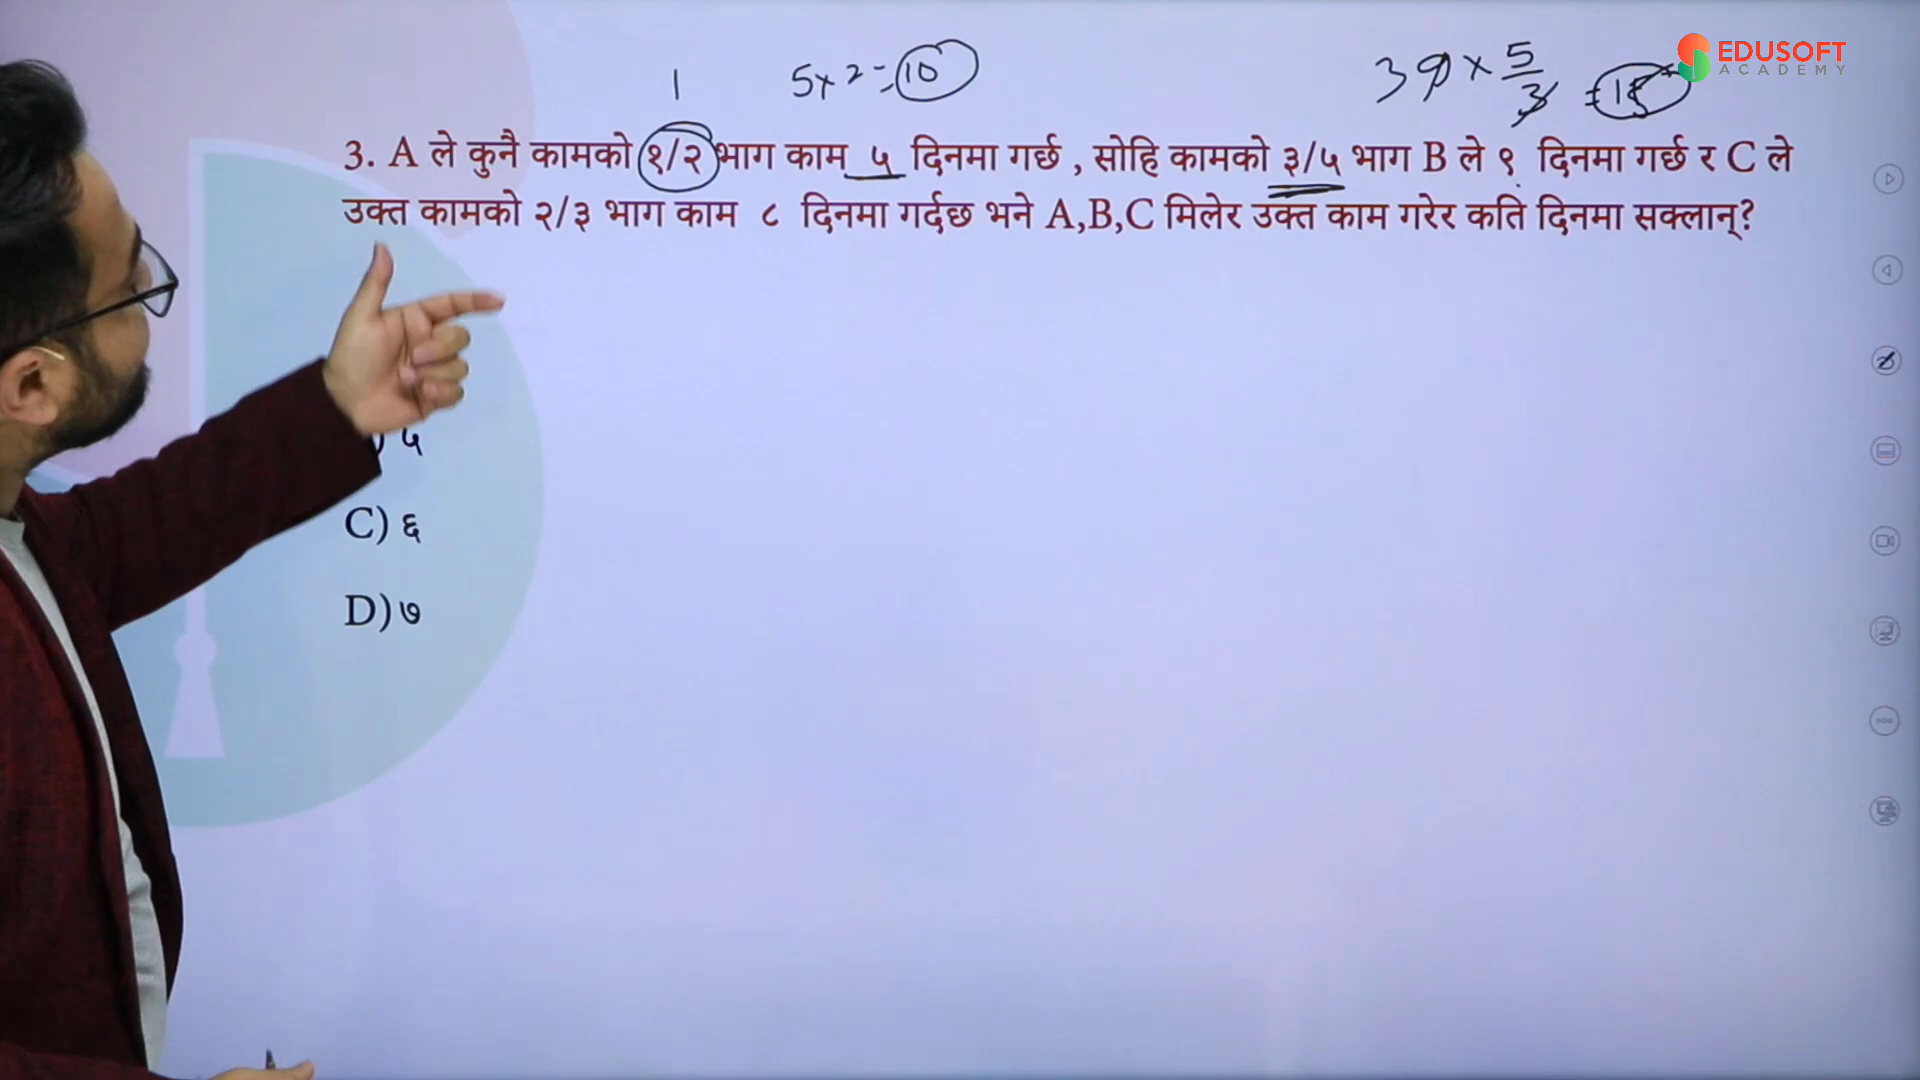 EDUSOFT
ACADEMY
1 5×2=10 39×5/3=15
3. A ले कुनै कामको १/२ भाग काम ५ दिनमा गर्छ , सोहि कामको ३/५ भाग B ले ९ दिनमा गर्छ र C ले
उक्त कामको २/३ भाग काम ८ दिनमा गर्दछ भने A,B,C मिलेर उक्त काम गरेर कति दिनमा सक्लान्?
) ५
C) ६
D) ७